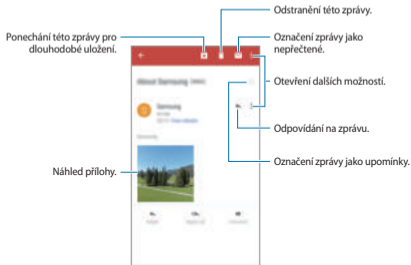 Odstranění této zprávy.
Ponechání této zprávy pro
dlouhodobé uložení.
Označení zprávy jako
nepřečtené.
About Samsung
Otevření dalších možností.
Samsung
Odpovídání na zprávu.
Označení zprávy jako upomínky.
Náhled přílohy.